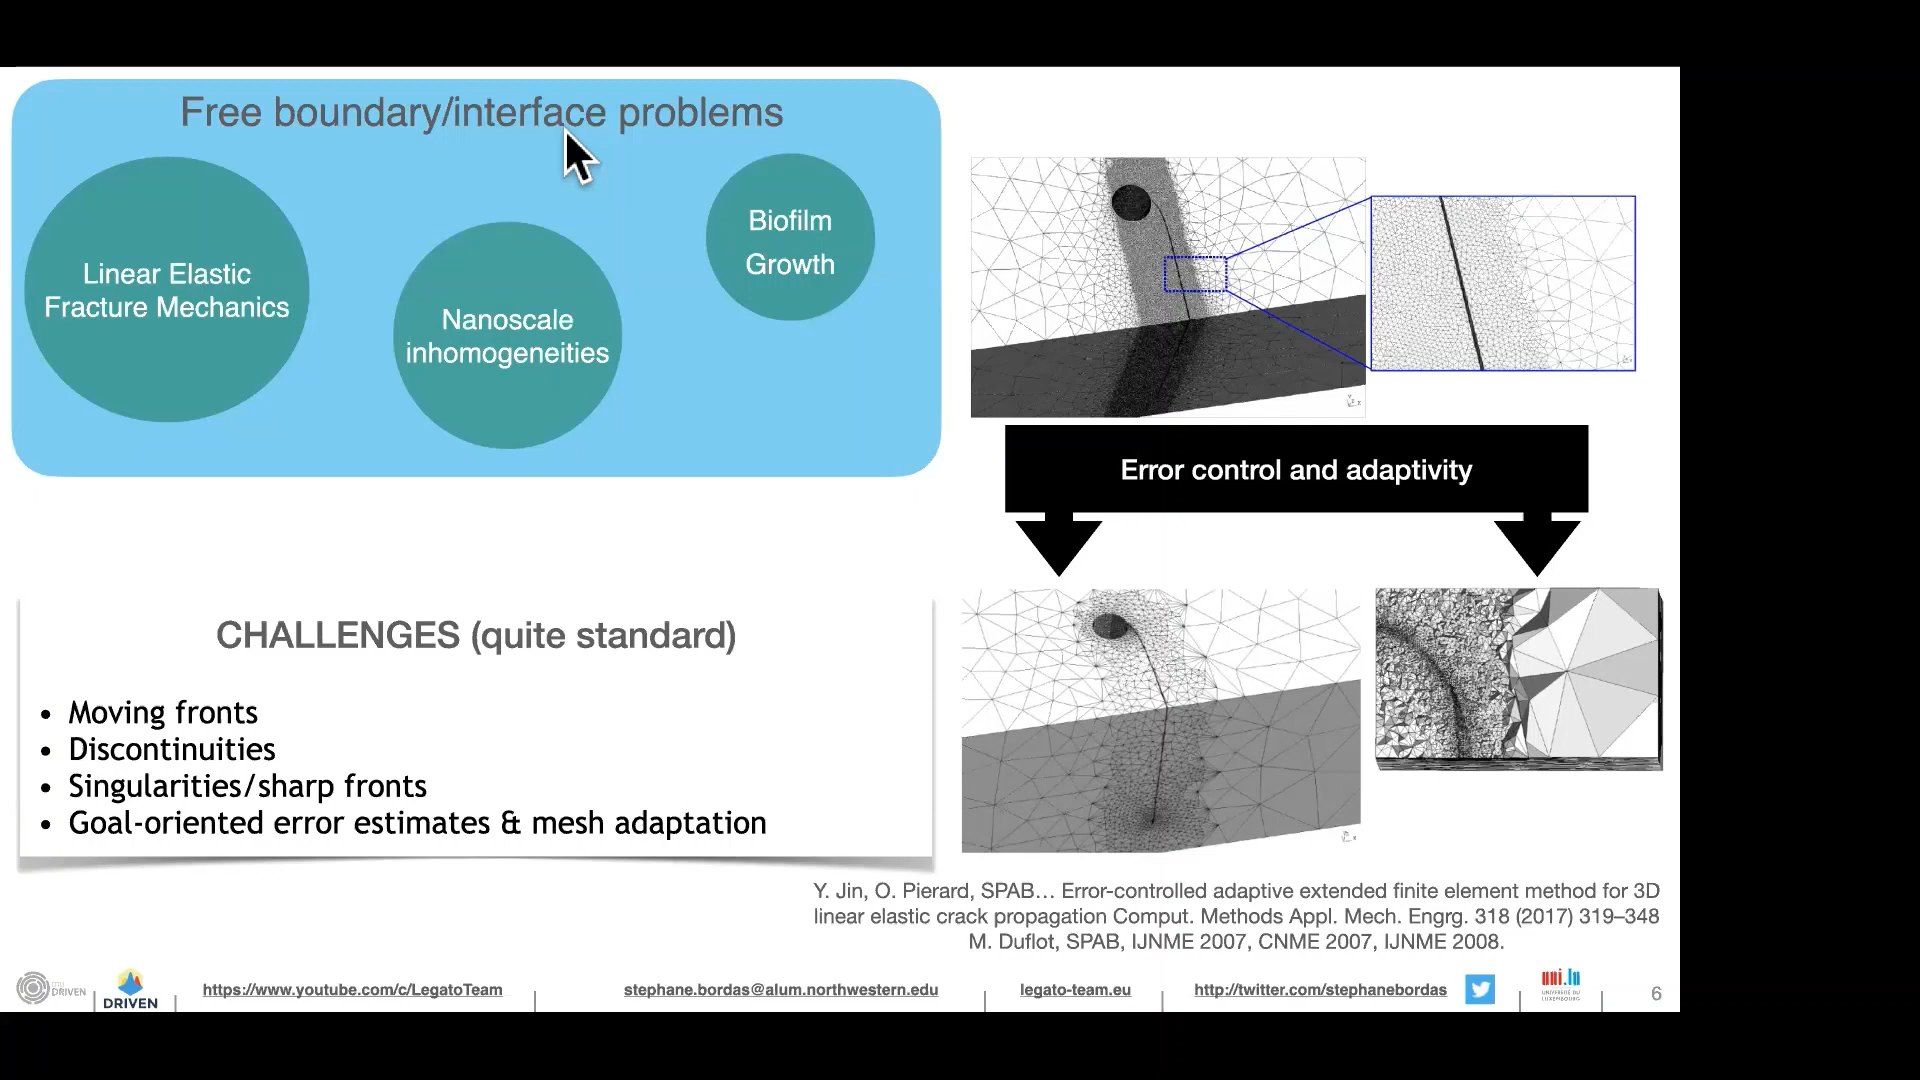 Free boundary/interface problems
Linear Elastic
Fracture Mechanics
Nanoscale
inhomogeneities
Biofilm
Growth
Error control and adaptivity
CHALLENGES (quite standard)
• Moving fronts
• Discontinuities
• Singularities/sharp fronts
• Goal-oriented error estimates & mesh adaptation
Y. Jin, O. Pierard, SPAB… Error-controlled adaptive extended finite element method for 3D
linear elastic crack propagation Comput. Methods Appl. Mech. Engrg. 318 (2017) 319–348
M. Duflot, SPAB, IJNME 2007, CNME 2007, IJNME 2008.
DRIVEN
DRIVEN
https://www.youtube.com/c/LegatoTeam
stephane.bordas@alum.northwestern.edu
legato-team.eu
http://twitter.com/stephanebordas
uni.lu
UNIVERSITÉ DU
LUXEMBOURG
6